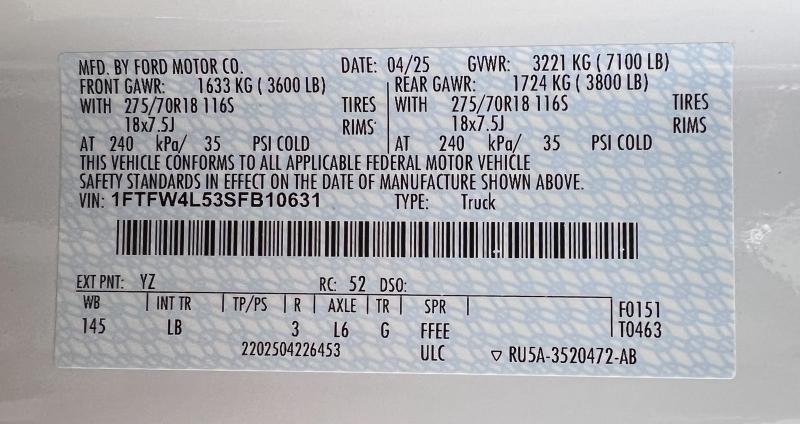 MFD. BY FORD MOTOR CO. DATE: 04/25 GVWR: 3221 KG ( 7100 LB)
FRONT GAWR: 1633 KG ( 3600 LB) REAR GAWR: 1724 KG ( 3800 LB)
WITH 275/70R18 116S TIRES WITH 275/70R18 116S TIRES
18x7.5J RIMS 18x7.5J RIMS
AT 240 kPa/ 35 PSI COLD AT 240 kPa/ 35 PSI COLD
THIS VEHICLE CONFORMS TO ALL APPLICABLE FEDERAL MOTOR VEHICLE
SAFETY STANDARDS IN EFFECT ON THE DATE OF MANUFACTURE SHOWN ABOVE.
VIN: 1FTFW4L53SFB10631 TYPE: Truck
EXT PNT: YZ RC: 52 DSO:
WB INT TR TP/PS R AXLE TR SPR F0151
145 LB 3 L6 G FFEE T0463
2202504226453 ULC ▽ RU5A-3520472-AB